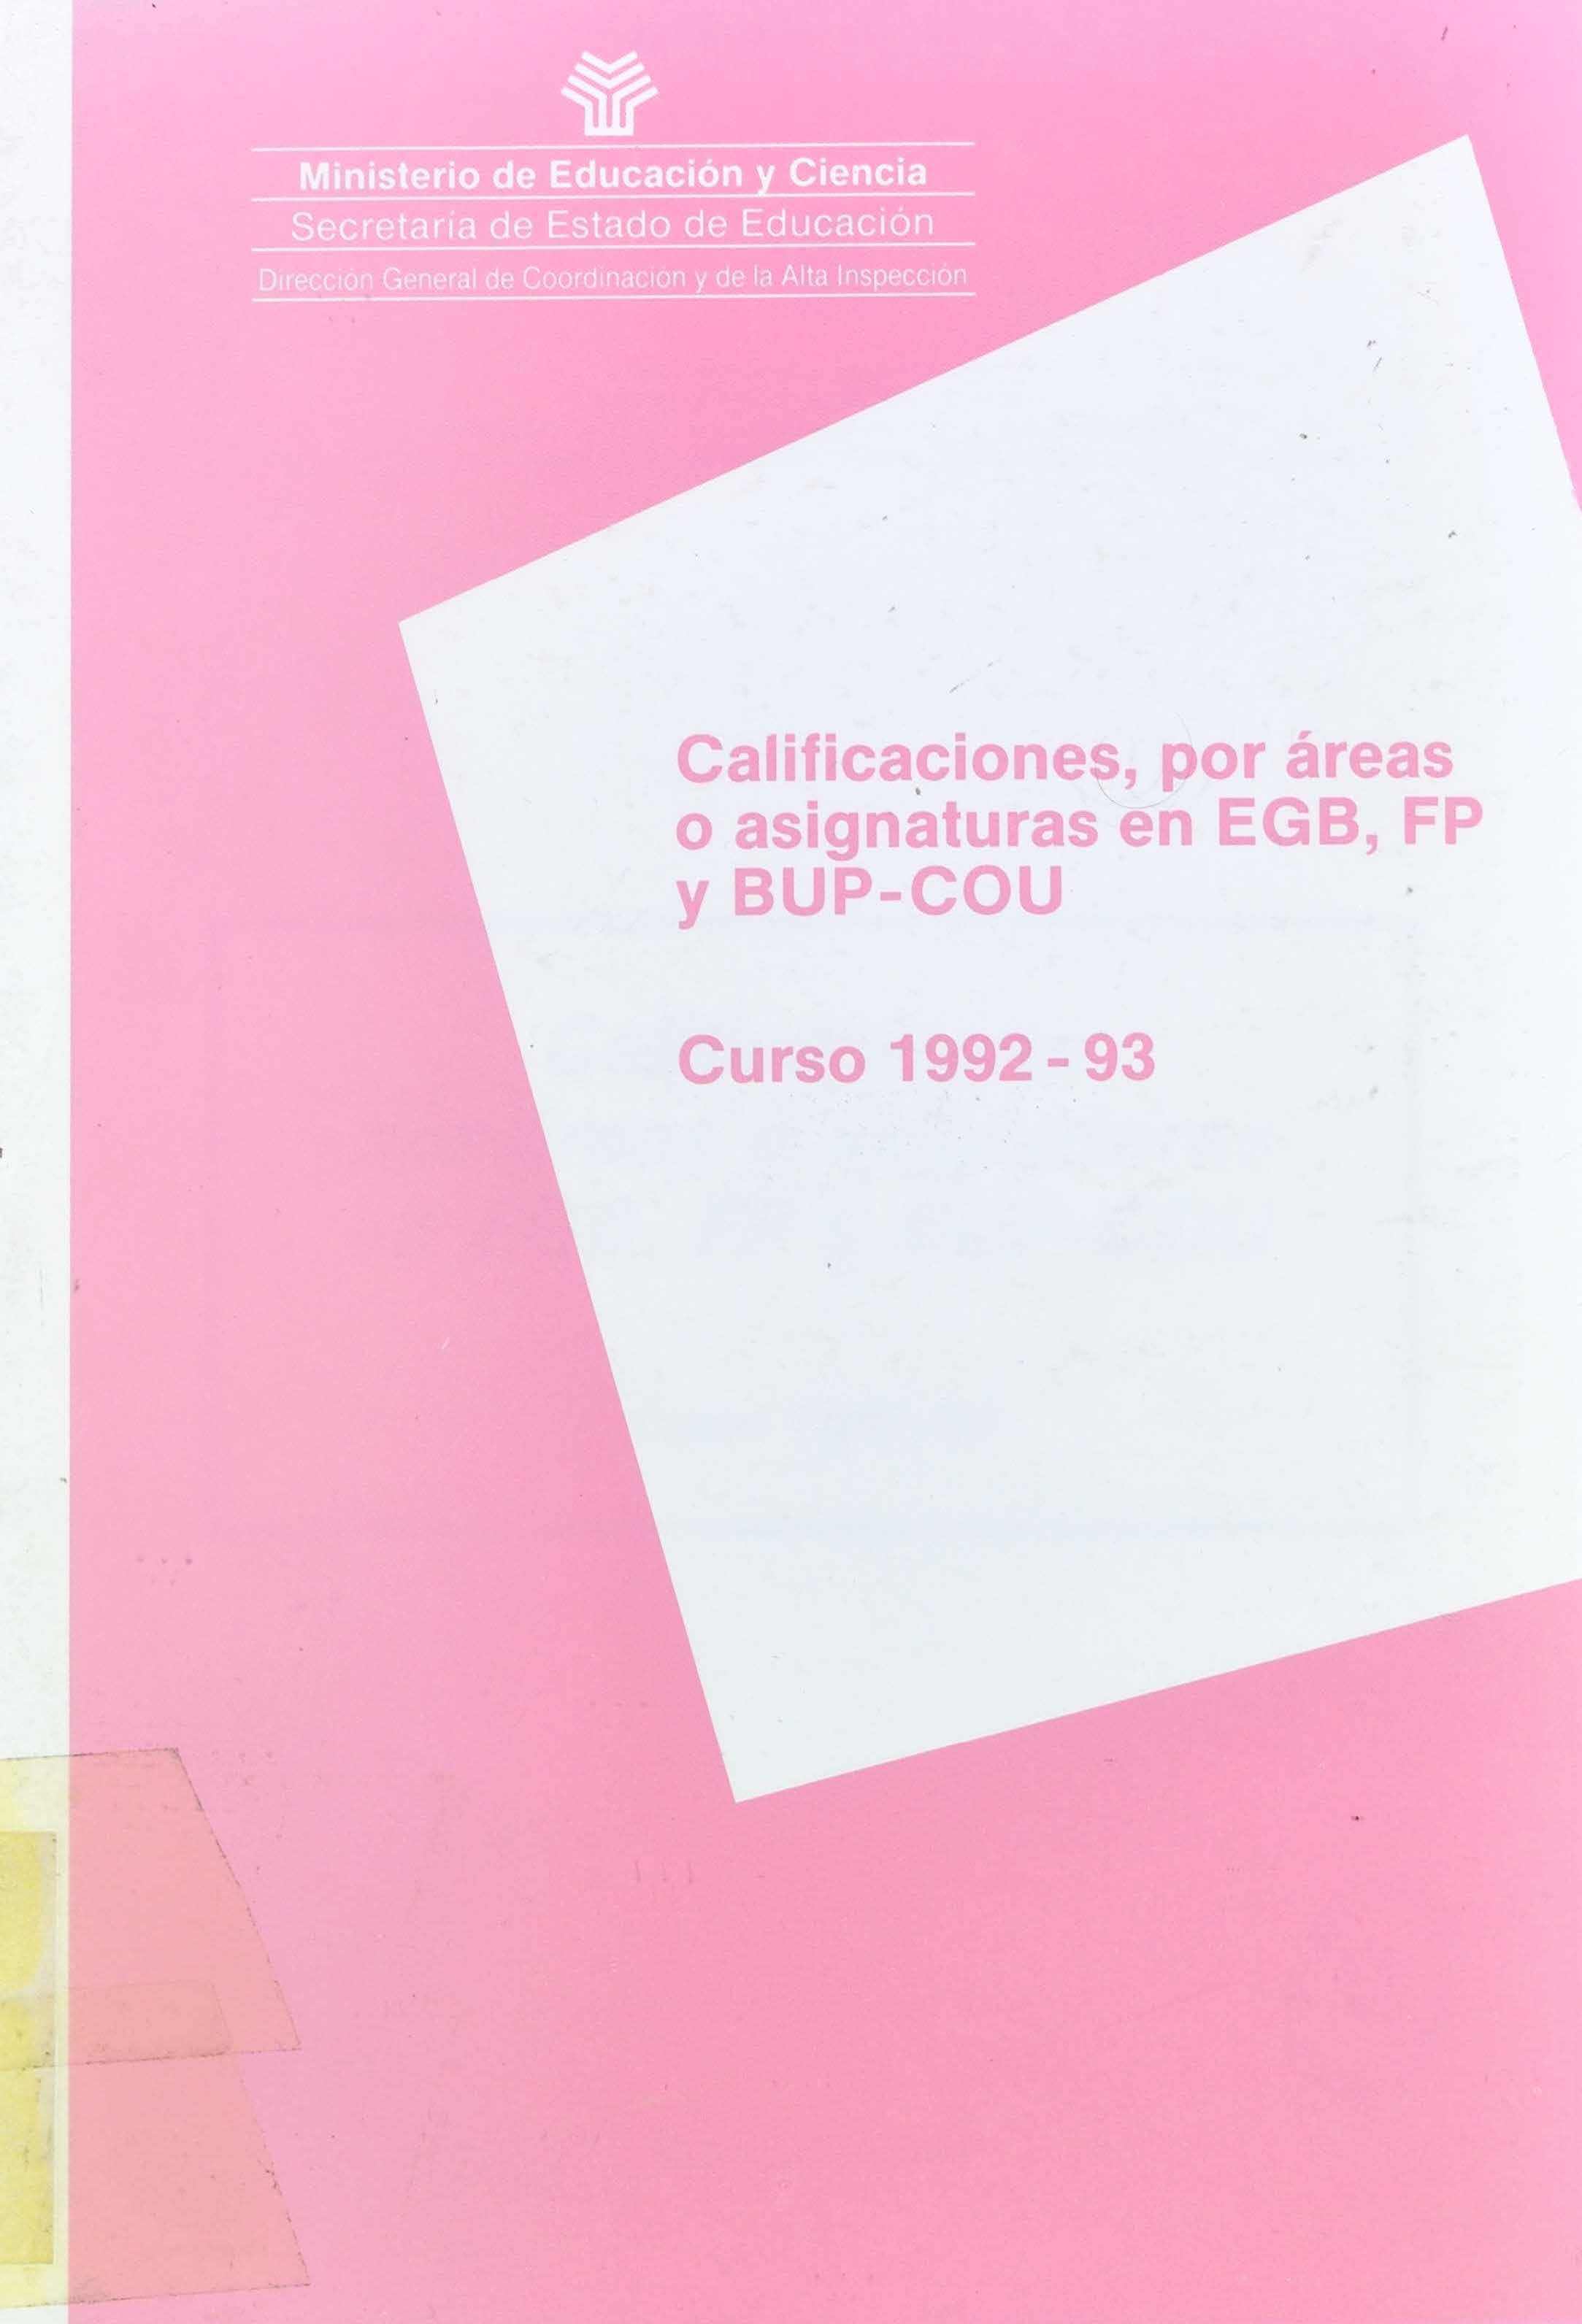 Ministerio de Educación y Ciencia
Secretaría de Estado de Educación
Dirección General de Coordinación y de la Alta Inspección
Calificaciones, por áreas
o asignaturas en EGB, FP
y BUP-COU
Curso 1992-93